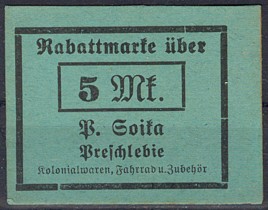 Rabattmarke über
5 Mk.
P. Soika
Preschlebie
Kolonialwaren, Fahrrad u. Zubehör